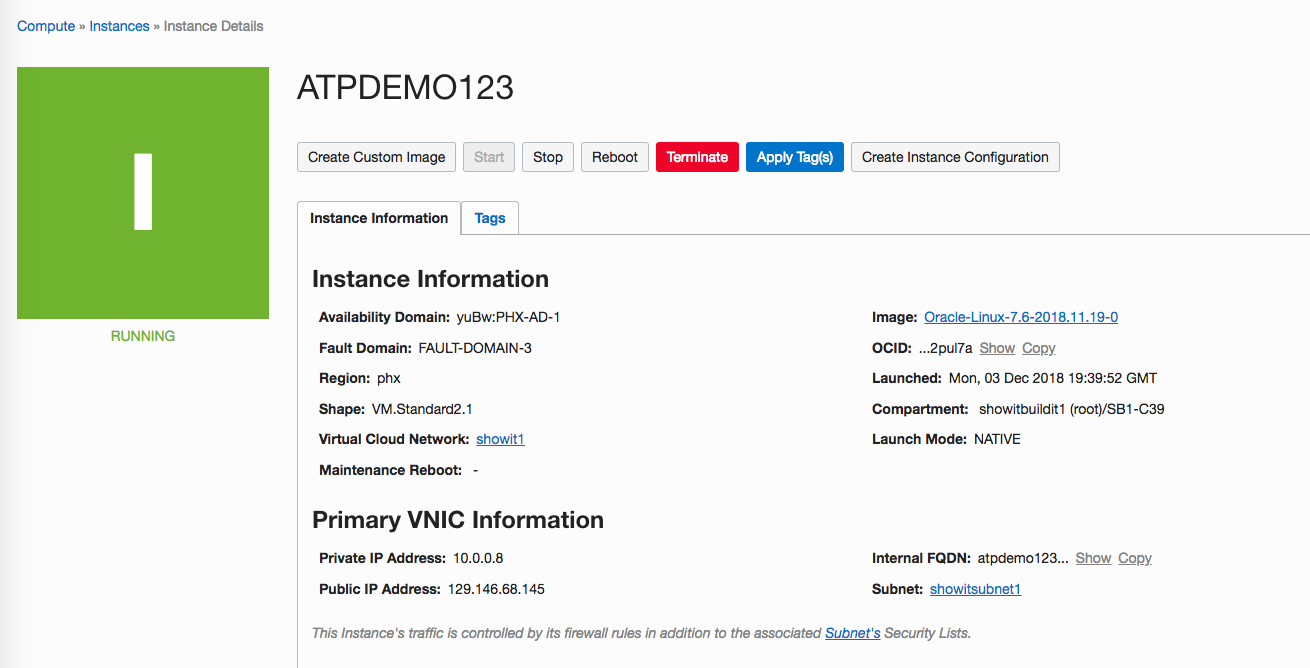 Compute » Instances » Instance Details
ATPDEMO123
Create Custom Image Start Stop Reboot Terminate Apply Tag(s) Create Instance Configuration
Instance Information Tags
I
RUNNING
Instance Information
Availability Domain: yuBw:PHX-AD-1
Fault Domain: FAULT-DOMAIN-3
Region: phx
Shape: VM.Standard2.1
Virtual Cloud Network: showit1
Maintenance Reboot: -
Image: Oracle-Linux-7.6-2018.11.19-0
OCID: ...2pul7a Show Copy
Launched: Mon, 03 Dec 2018 19:39:52 GMT
Compartment: showitbuildit1 (root)/SB1-C39
Launch Mode: NATIVE
Primary VNIC Information
Private IP Address: 10.0.0.8
Public IP Address: 129.146.68.145
Internal FQDN: atpdemo123... Show Copy
Subnet: showitsubnet1
This Instance's traffic is controlled by its firewall rules in addition to the associated Subnet's Security Lists.